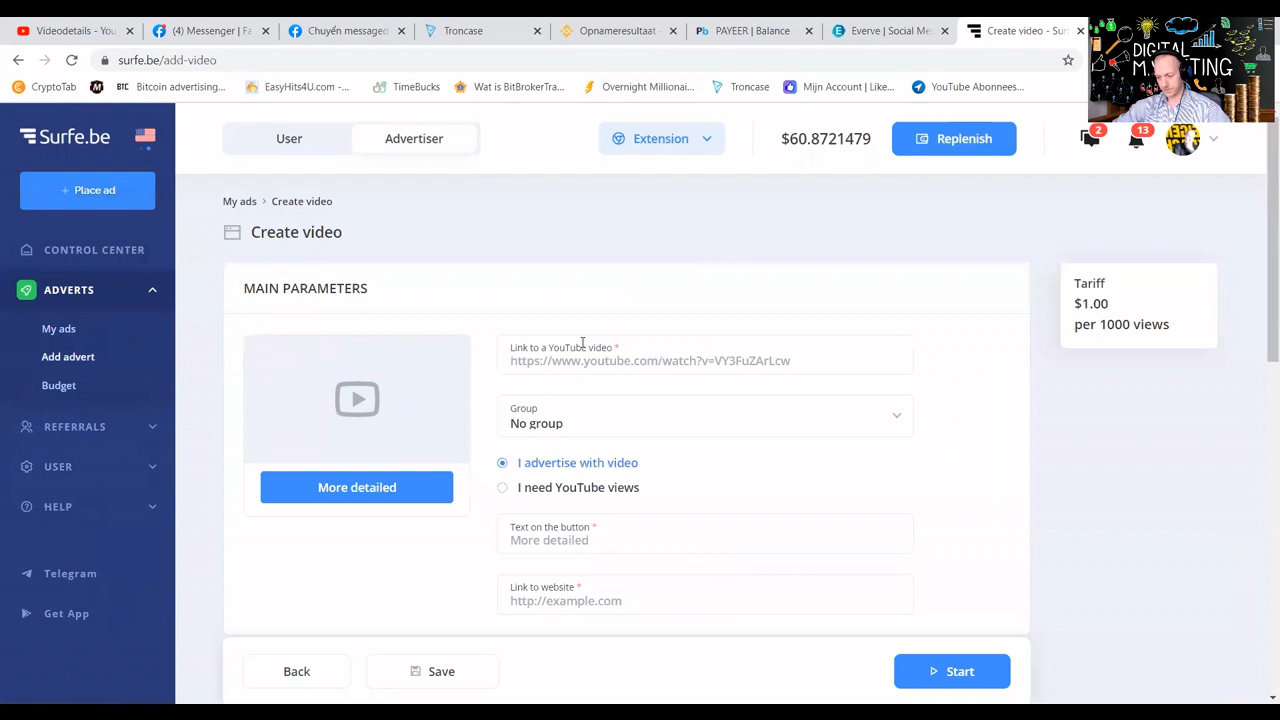 Videodetails - You
(4) Messenger | Fa
Chuyển messaged
Troncase
Opnameresultaat -
PAYEER | Balance
Everve | Social Me
Create video - Surf
surfe.be/add-video
CryptoTab
Bitcoin advertising...
EasyHits4U.com -...
TimeBucks
Wat is BitBrokerTra...
Overnight Millionai...
Troncase
Mijn Account | Like...
YouTube Abonnee...
DIGITAL
MARKETING
Surfe.be
User
Advertiser
Extension
$60.8721479
Replenish
2
13
+ Place ad
CONTROL CENTER
ADVERTS
My ads
Add advert
Budget
REFERRALS
USER
HELP
Telegram
Get App
My ads > Create video
Create video
MAIN PARAMETERS
More detailed
Link to a YouTube video *
https://www.youtube.com/watch?v=VY3FuZArLcw
Group
No group
I advertise with video
I need YouTube views
Text on the button *
More detailed
Link to website *
http://example.com
Tariff
$1.00
per 1000 views
Back
Save
Start